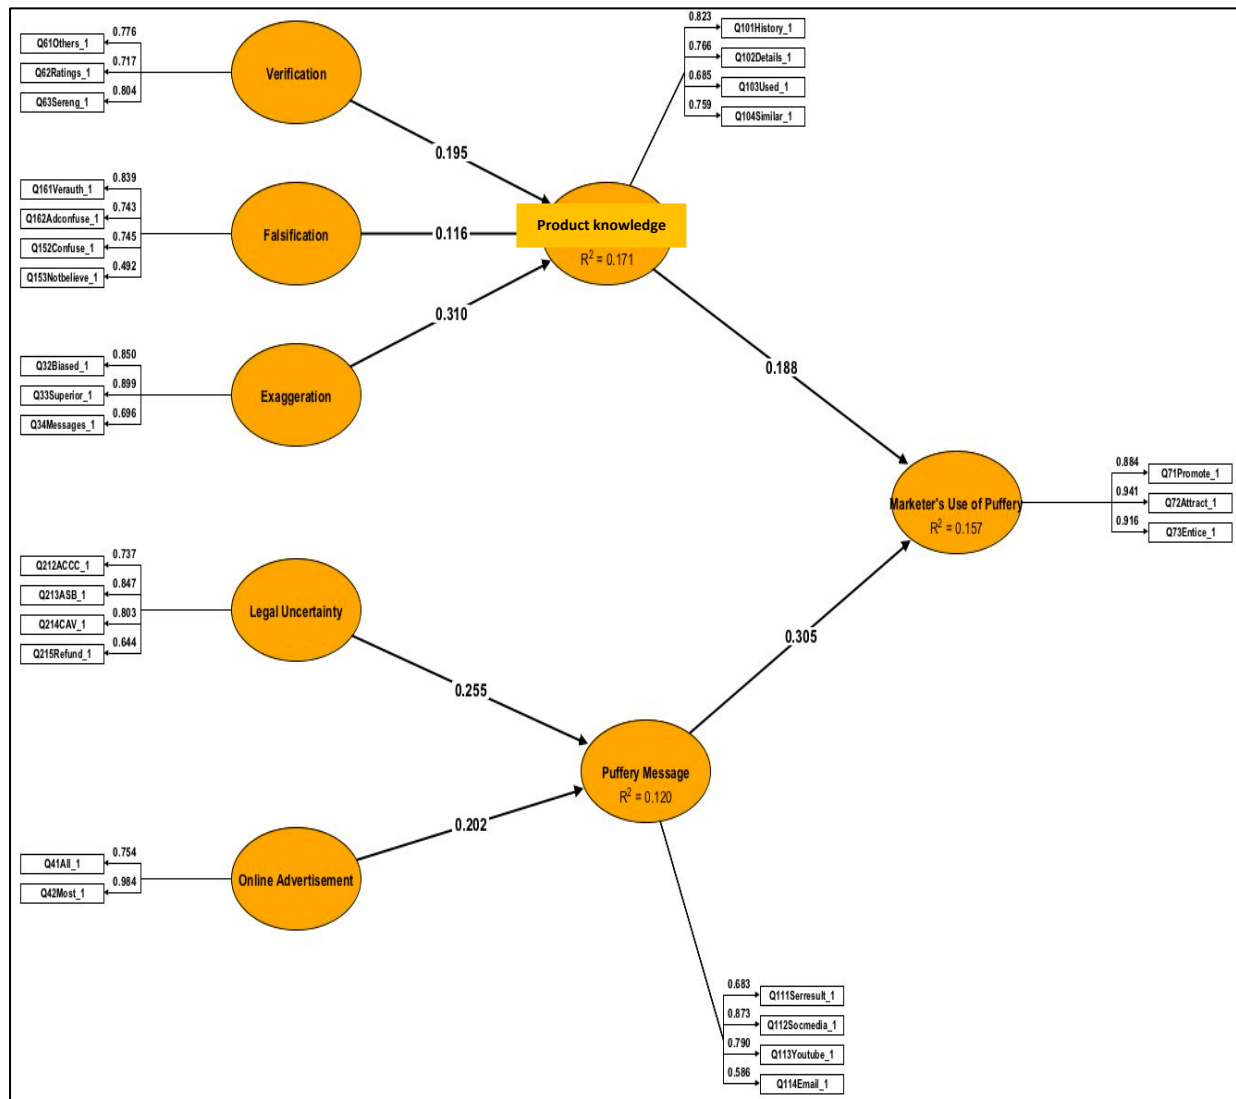 0.776
Q61Others_1
0.717
Q62Ratings_1
0.804
Q63Sereng_1
Verification
0.823
Q101History_1
0.766
Q102Details_1
0.685
Q103Used_1
0.759
Q104Similar_1
0.195
0.839
Q161Verauth_1
0.743
Q162Adconfuse_1
0.745
Q152Confuse_1
0.492
Q153Notbelieve_1
Falsification
0.116
Product knowledge
R² = 0.171
0.310
0.850
Q32Biased_1
0.899
Q33Superior_1
0.696
Q34Messages_1
Exaggeration
0.188
Marketer's Use of Puffery
R² = 0.157
0.884
Q71Promote_1
0.941
Q72Attract_1
0.916
Q73Entice_1
0.737
Q212ACCC_1
0.847
Q213ASB_1
0.803
Q214CAV_1
0.644
Q215Refund_1
Legal Uncertainty
0.305
0.255
Puffery Message
R² = 0.120
0.202
0.754
Q41All_1
0.984
Q42Most_1
Online Advertisement
0.683
Q111Serresult_1
0.873
Q112Socmedia_1
0.790
Q113Youtube_1
0.586
Q114Email_1